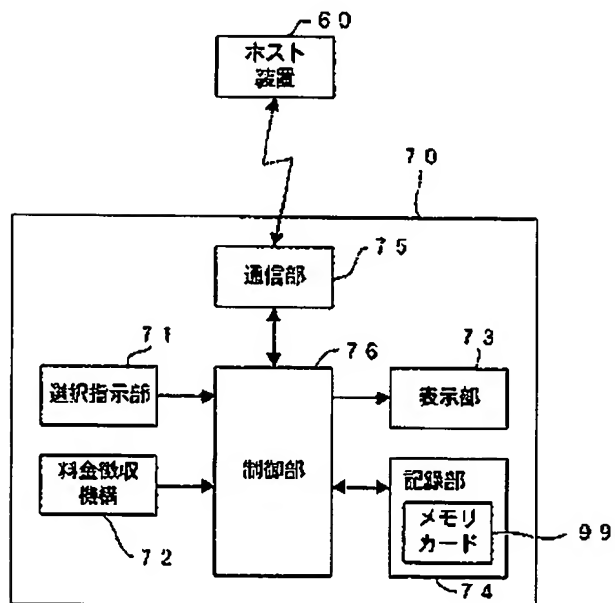 60
ホスト
装置
70
通信部
75
71
76
73
選択指示部
制御部
表示部
料金徴収
機構
72
記録部
メモリ
カード
99
74